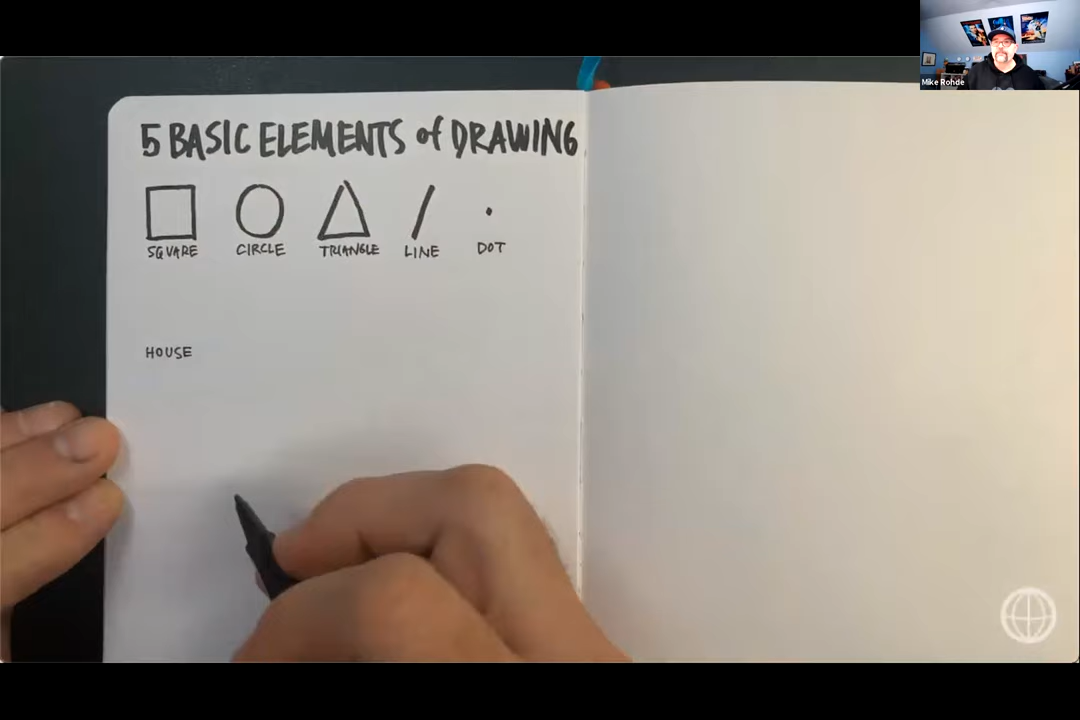 Mike Rohde
5 BASIC ELEMENTS of DRAWING
SQUARE CIRCLE TRIANGLE LINE DOT
HOUSE